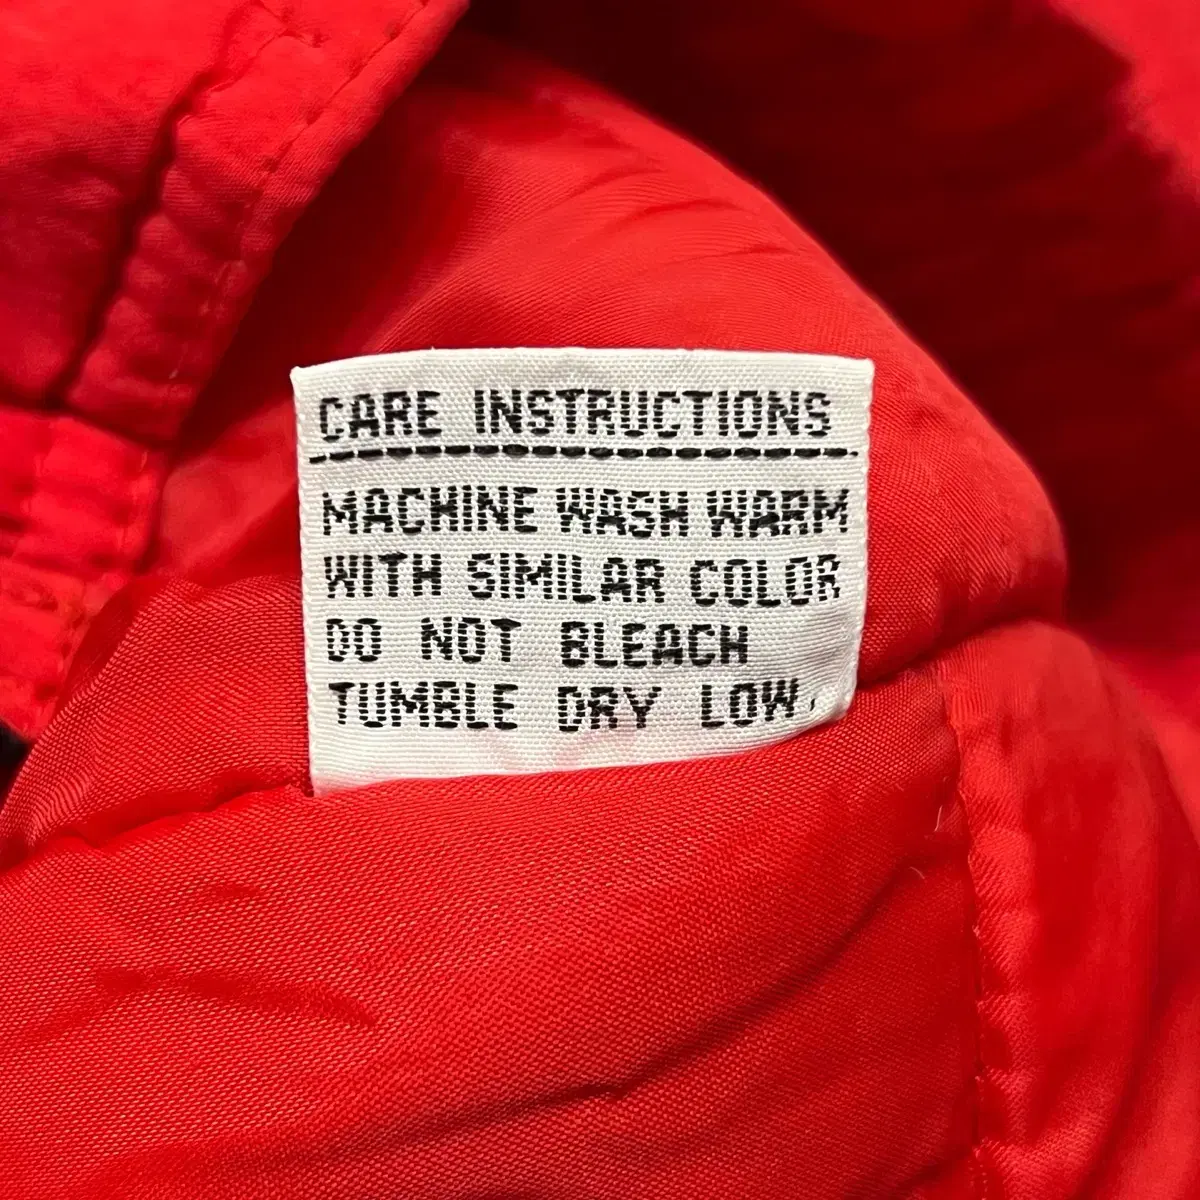 CARE INSTRUCTIONS
MACHINE WASH WARM
WITH SIMILAR COLOR
DO NOT BLEACH
TUMBLE DRY LOW.